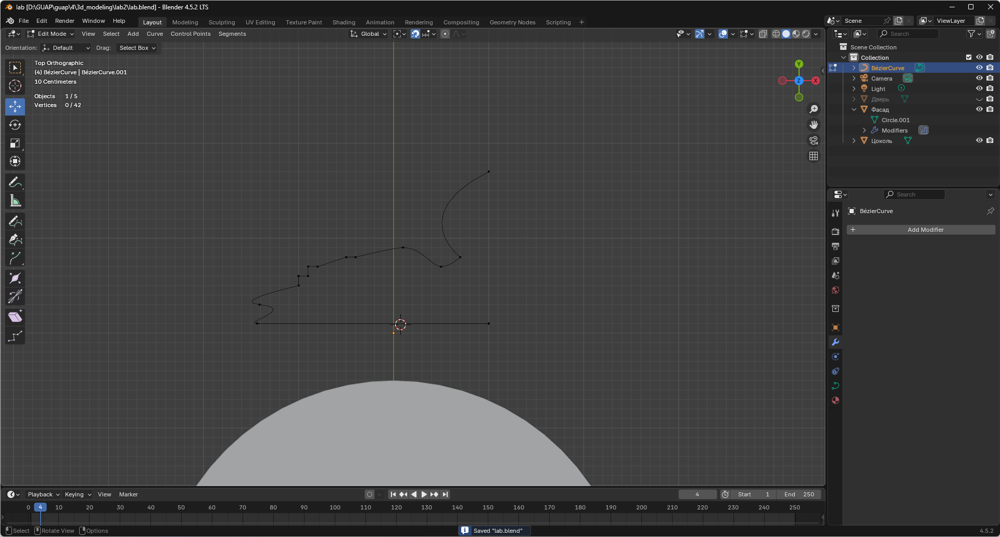 lab [D:\GUAP\guap\4\3d_modeling\lab2\lab.blend] - Blender 4.5.2 LTS
File Edit Render Window Help Layout Modeling Sculpting UV Editing Texture Paint Shading Animation Rendering Compositing Geometry Nodes Scripting + Scene ViewLayer
Edit Mode View Select Add Curve Control Points Segments Global Search
Orientation: Default Drag: Select Box
Scene Collection
Collection
Top Orthographic
(4) BézierCurve | BézierCurve.001
10 Centimeters
Objects 1 / 5
Vertices 0 / 42
Y
X
Z
BézierCurve
Camera
Light
Дверь
Фасад
Circle.001
Modifiers
Цоколь
Search
BézierCurve
+ Add Modifier
Playback Keying View Marker 4 Start 1 End 250
0 4 10 20 30 40 50 60 70 80 90 100 110 120 130 140 150 160 170 180 190 200 210 220 230 240 250
Select Rotate View Options Saved "lab.blend" 4.5.2